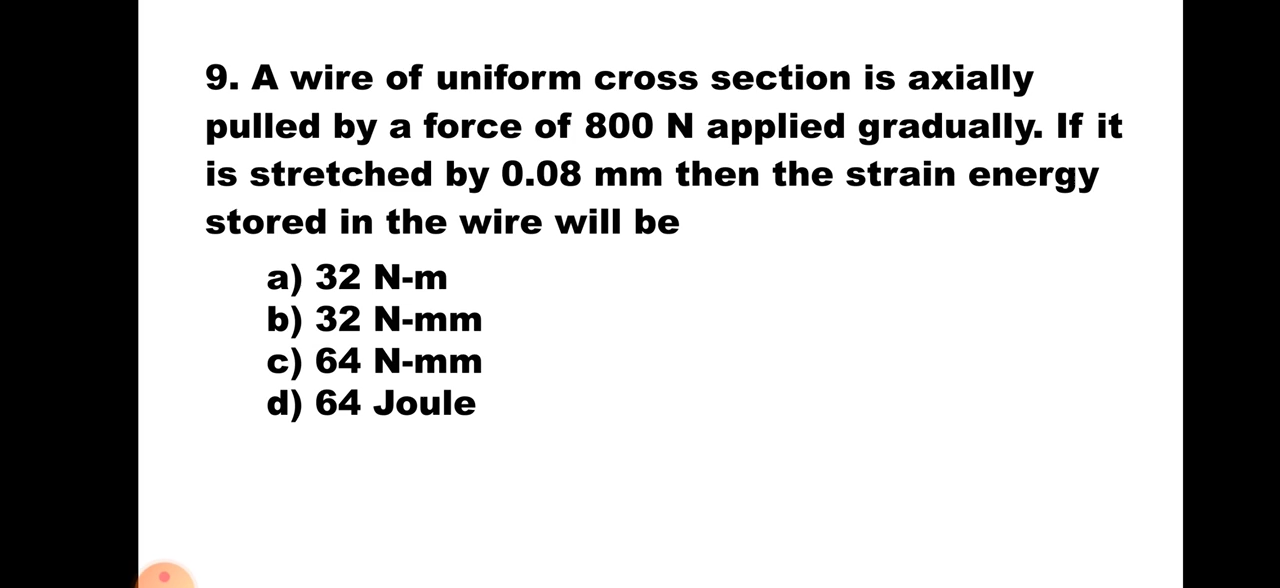 9. A wire of uniform cross section is axially
pulled by a force of 800 N applied gradually. If it
is stretched by 0.08 mm then the strain energy
stored in the wire will be
a) 32 N-m
b) 32 N-mm
c) 64 N-mm
d) 64 Joule